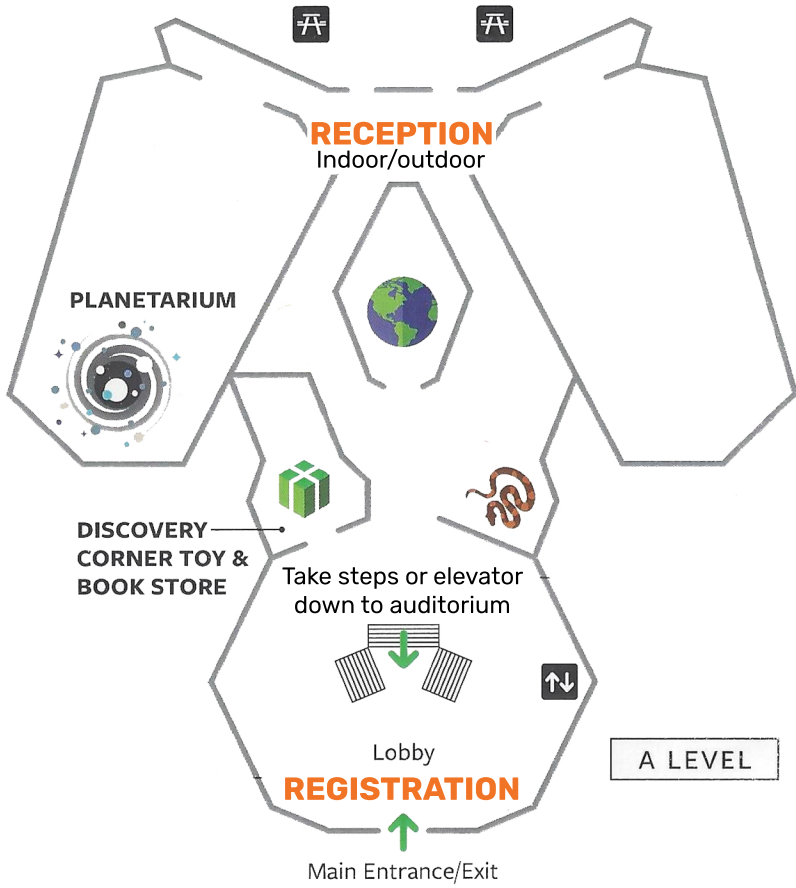 RECEPTION
Indoor/outdoor
PLANETARIUM
DISCOVERY
CORNER TOY &
BOOK STORE
Take steps or elevator
down to auditorium
Lobby
REGISTRATION
A LEVEL
Main Entrance/Exit